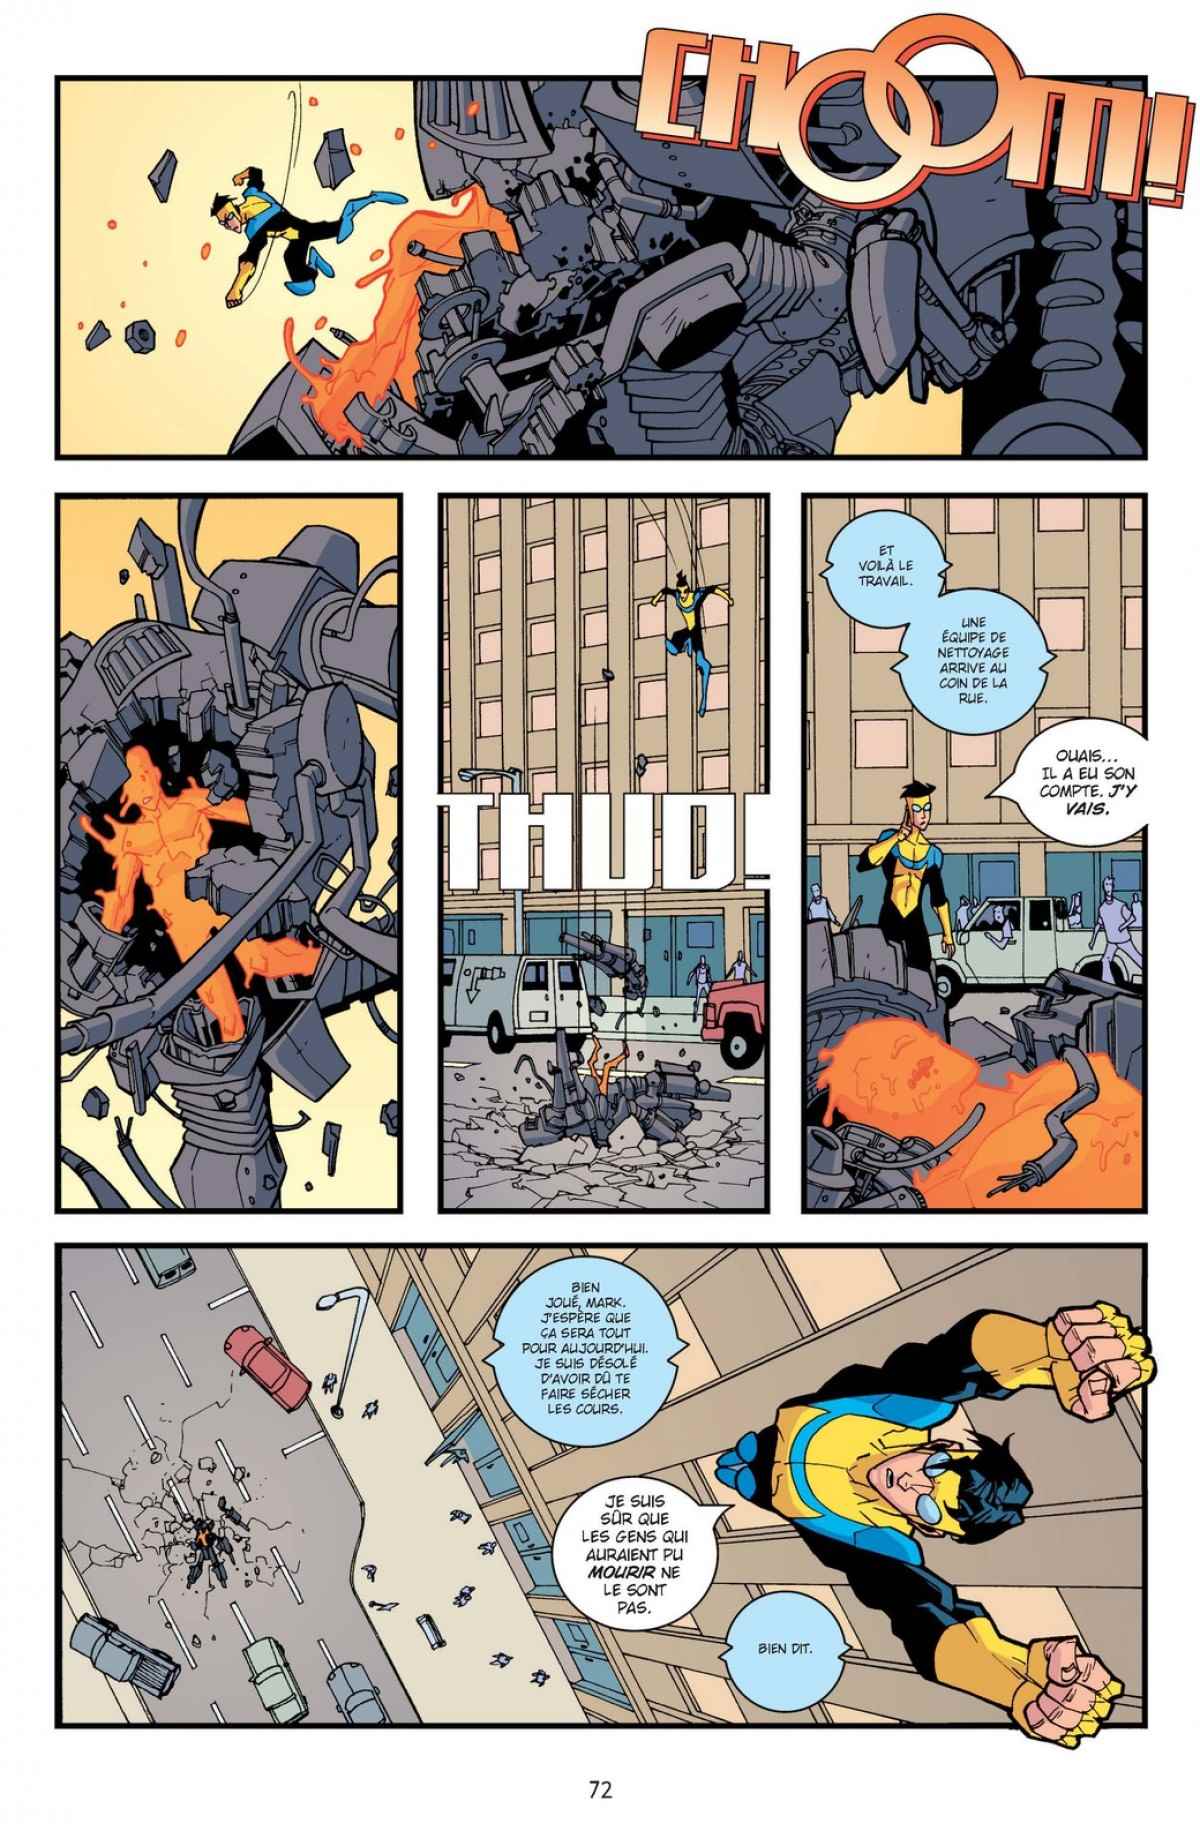 CHOOM!
THUD!
ET
VOILÀ LE
TRAVAIL.
UNE
ÉQUIPE DE
NETTOYAGE
ARRIVE AU
COIN DE LA
RUE.
OUAIS...
IL A EU SON
COMPTE. J'Y
VAIS.
BIEN
JOUÉ, MARK.
J'ESPÈRE QUE
ÇA SERA TOUT
POUR AUJOURD'HUI.
JE SUIS DÉSOLÉ
D'AVOIR DÛ TE
FAIRE SÉCHER
LES COURS.
JE SUIS
SÛR QUE
LES GENS QUI
AURAIENT PU
MOURIR NE
LE SONT
PAS.
BIEN DIT.
72